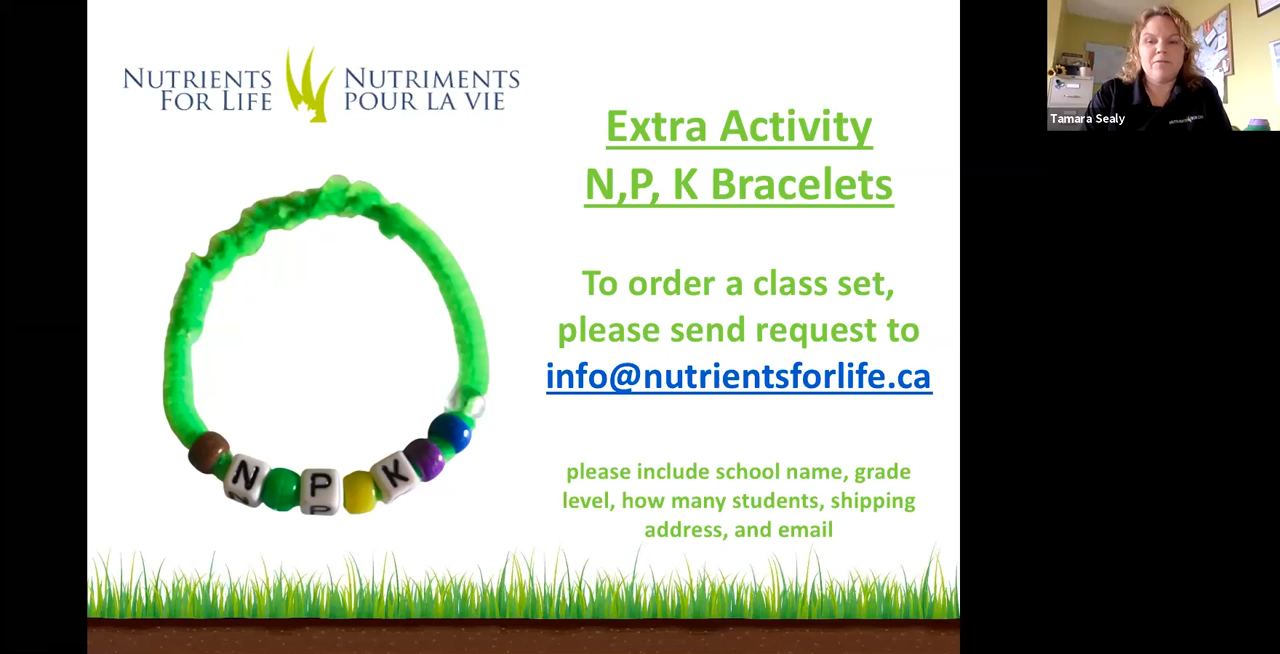 NUTRIENTS
FOR LIFE
NUTRIMENTS
POUR LA VIE
Extra Activity
N,P, K Bracelets
To order a class set,
please send request to
info@nutrientsforlife.ca
please include school name, grade
level, how many students, shipping
address, and email
N P K
Tamara Sealy